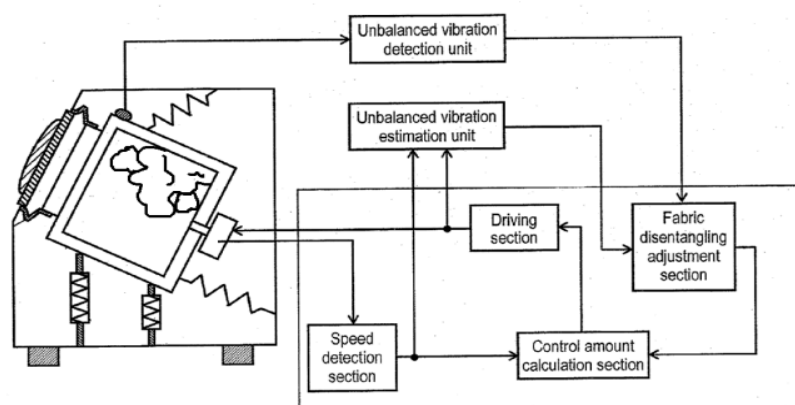 Unbalanced vibration
detection unit
Unbalanced vibration
estimation unit
Driving
section
Fabric
disentangling
adjustment
section
Speed
detection
section
Control amount
calculation section